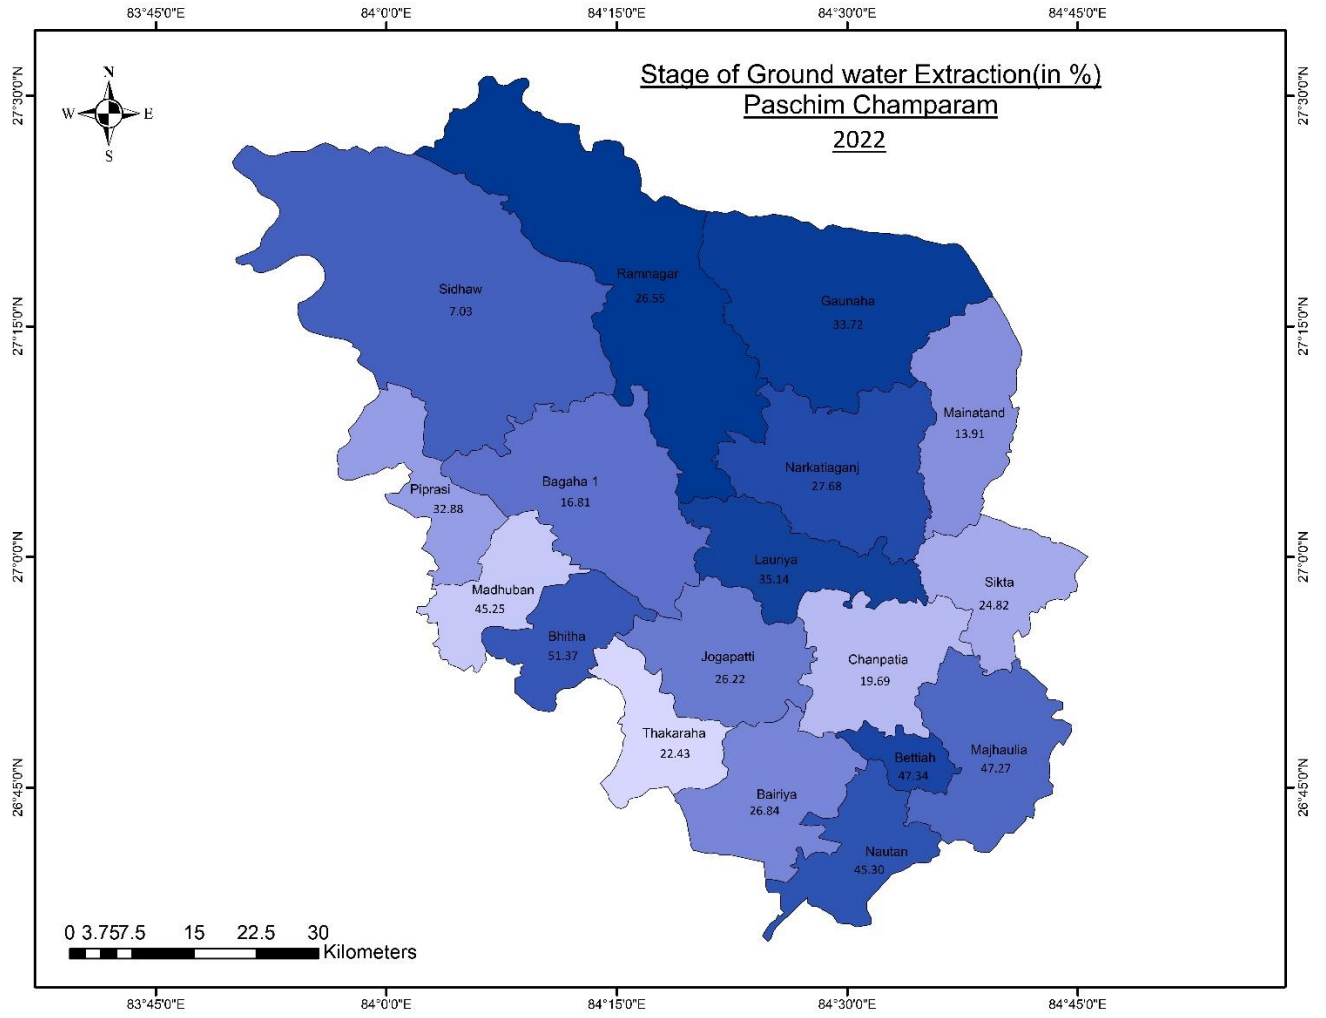 83°45'0"E 84°0'0"E 84°15'0"E 84°30'0"E 84°45'0"E
N
W E
S
Stage of Ground water Extraction(in %)
Paschim Champaram
2022
27°30'0"N 27°30'0"N
27°15'0"N 27°15'0"N
27°0'0"N 27°0'0"N
26°45'0"N 26°45'0"N
Ramnagar
26.55
Sidhaw
7.03
Gaunaha
33.72
Mainatand
13.91
Narkatiaganj
27.68
Bagaha 1
16.81
Piprasi
32.88
Lauriya
35.14
Sikta
24.82
Madhuban
45.25
Bhitha
51.37
Jogapatti
26.22
Chanpatia
19.69
Thakaraha
22.43
Bettiah
47.34
Majhaulia
47.27
Bairiya
26.84
Nautan
45.30
0 3.757.5 15 22.5 30
Kilometers
83°45'0"E 84°0'0"E 84°15'0"E 84°30'0"E 84°45'0"E